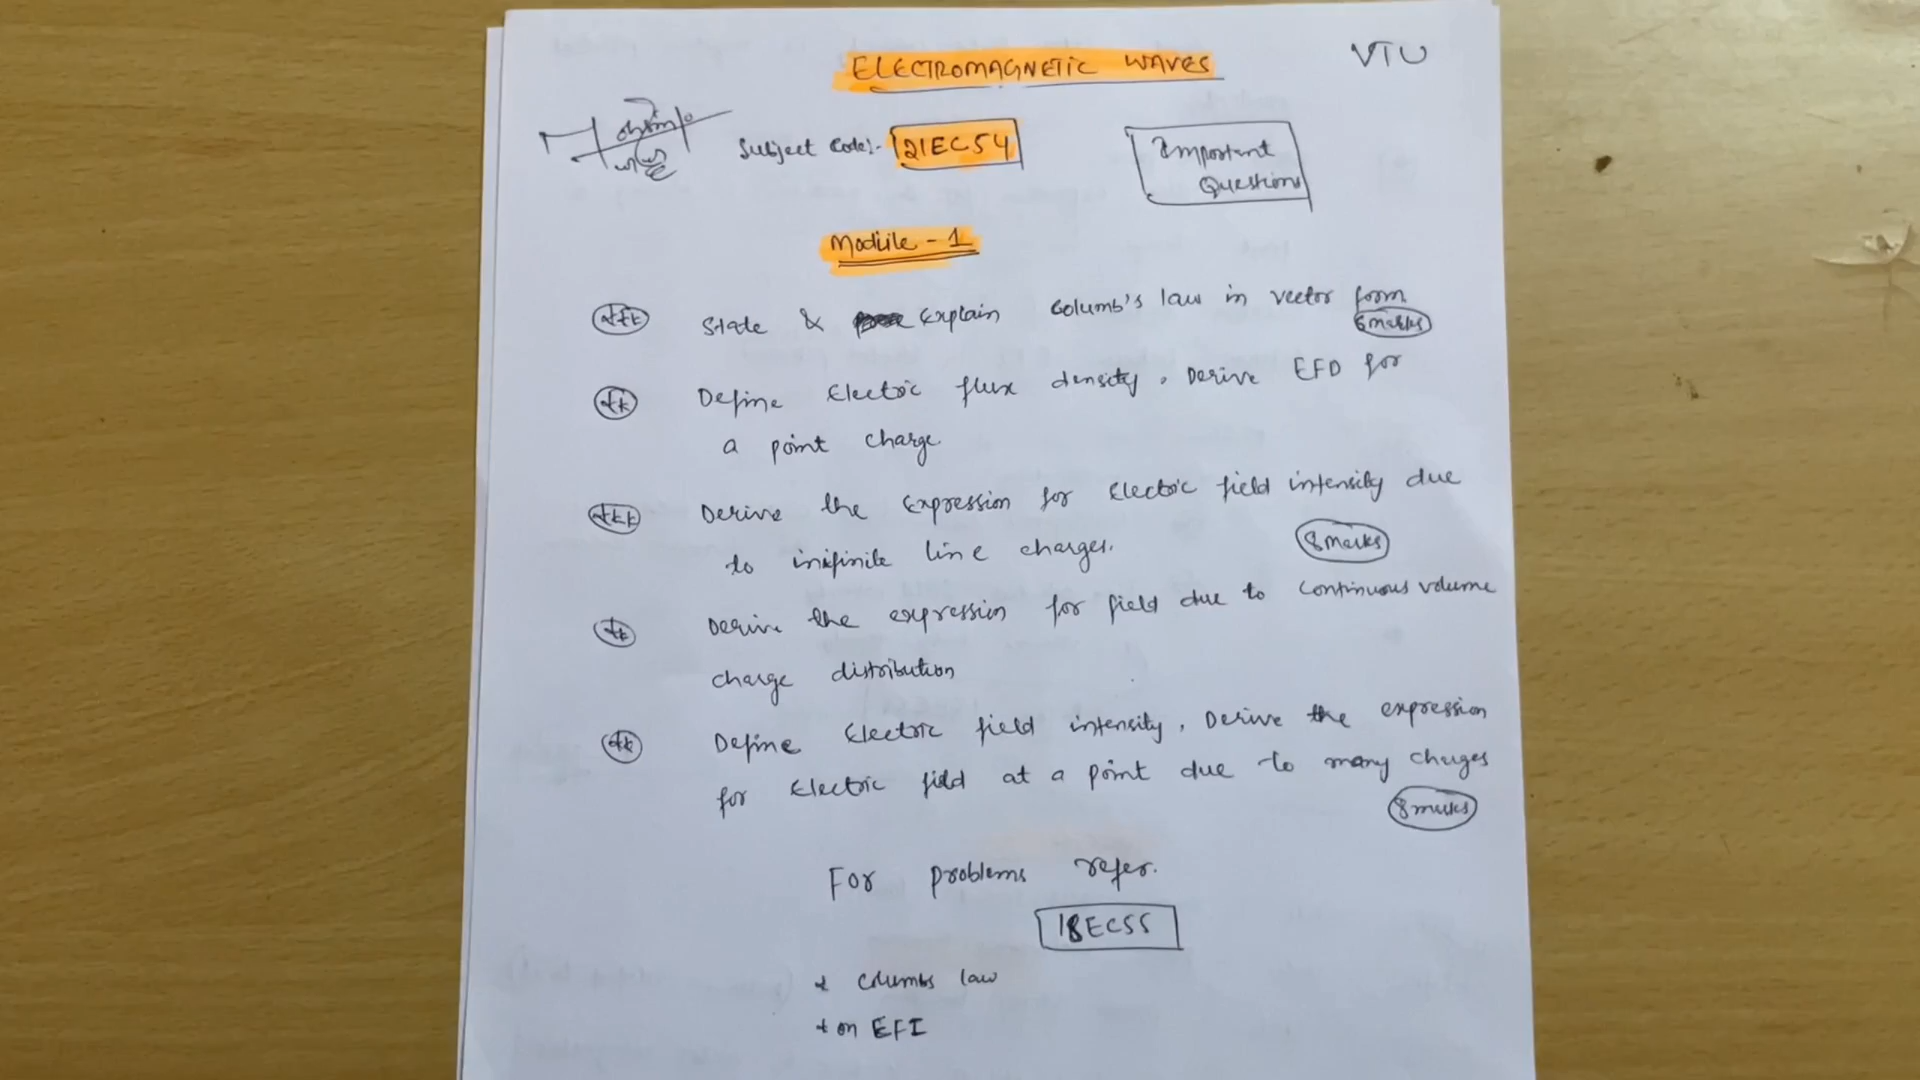 ELECTROMAGNETIC WAVES
VTU
Subject Code:- 21EC54
Important
Questions
Module - 1
*** State & Explain Columb's law in vector form
6marks
** Define Electric flux density, Derive EFD for
a point charge.
*** Derive the Expression for Electric field intensity due
to inifinite line charges.
8marks
** Derive the expression for field due to continuous volume
charge distribution
** Define Electric field intensity, Derive the expression
for Electric field at a point due to many charges
8marks
For problems refer.
18EC55
* Columbs law
* on EFI